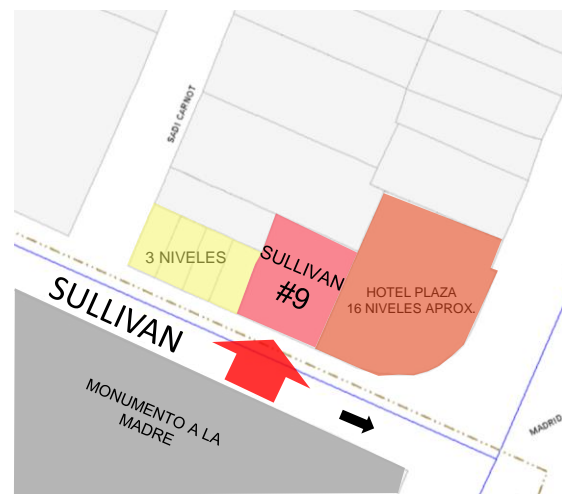 SADI CARNOT
3 NIVELES
SULLIVAN
#9
HOTEL PLAZA
16 NIVELES APROX.
SULLIVAN
MONUMENTO A LA
MADRE
MADRID